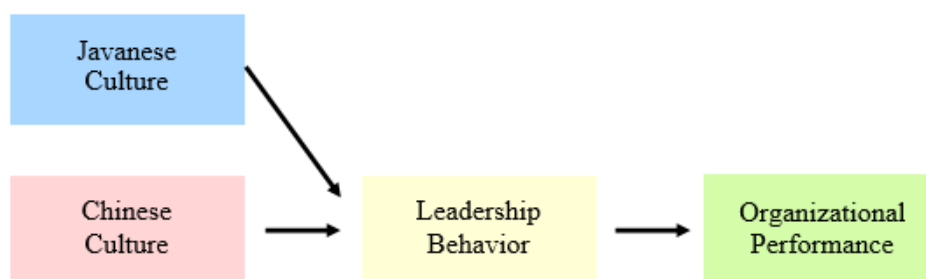 Javanese
Culture
Chinese
Culture
Leadership
Behavior
Organizational
Performance